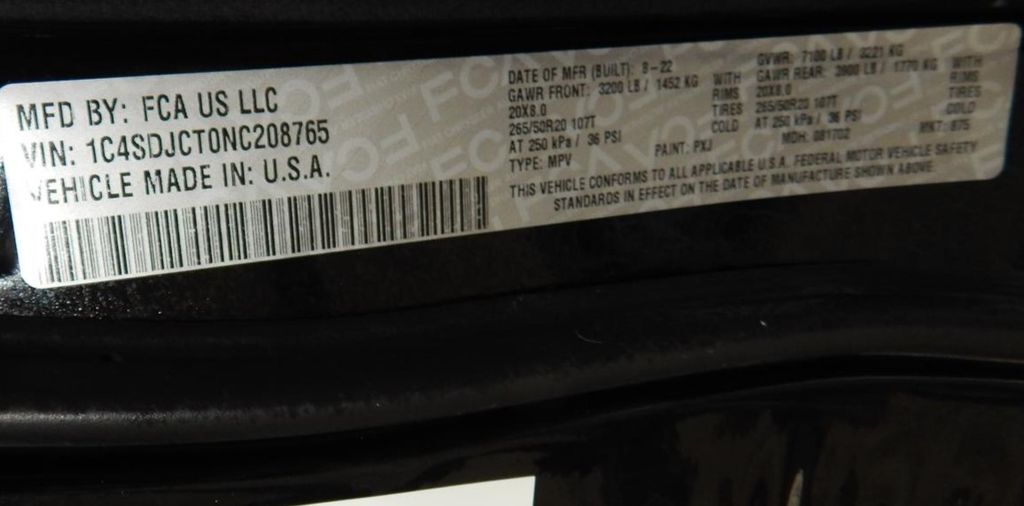 MFD BY: FCA US LLC
VIN: 1C4SDJCT0NC208765
VEHICLE MADE IN: U.S.A.
DATE OF MFR (BUILT): 8-22
GVWR: 7100 LB / 3221 KG
GAWR FRONT: 3200 LB / 1452 KG WITH
20X8.0 RIMS
265/50R20 107T TIRES
AT 250 kPa / 36 PSI COLD
GAWR REAR: 3900 LB / 1770 KG WITH
20X8.0 RIMS
265/50R20 107T TIRES
AT 250 kPa / 36 PSI COLD
TYPE: MPV
PAINT: PXJ
MDH: 081702
MKT: 875
THIS VEHICLE CONFORMS TO ALL APPLICABLE U.S.A. FEDERAL MOTOR VEHICLE SAFETY
STANDARDS IN EFFECT ON THE DATE OF MANUFACTURE SHOWN ABOVE.